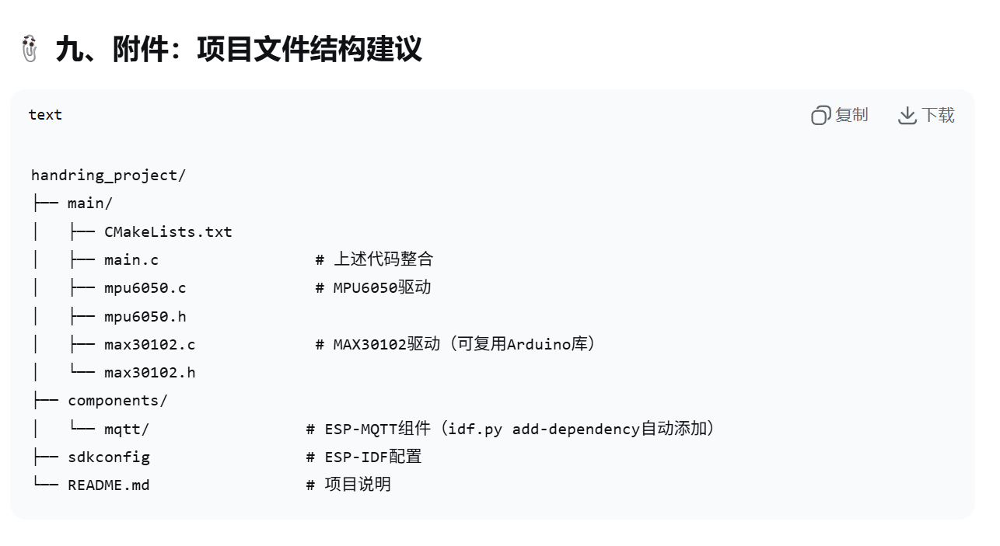 九、附件：项目文件结构建议
text
复制
下载
handring_project/
├── main/
│   ├── CMakeLists.txt
│   ├── main.c                 # 上述代码整合
│   ├── mpu6050.c              # MPU6050驱动
│   ├── mpu6050.h
│   ├── max30102.c             # MAX30102驱动（可复用Arduino库）
│   └── max30102.h
├── components/
│   └── mqtt/                 # ESP-MQTT组件（idf.py add-dependency自动添加）
├── sdkconfig                 # ESP-IDF配置
└── README.md                 # 项目说明